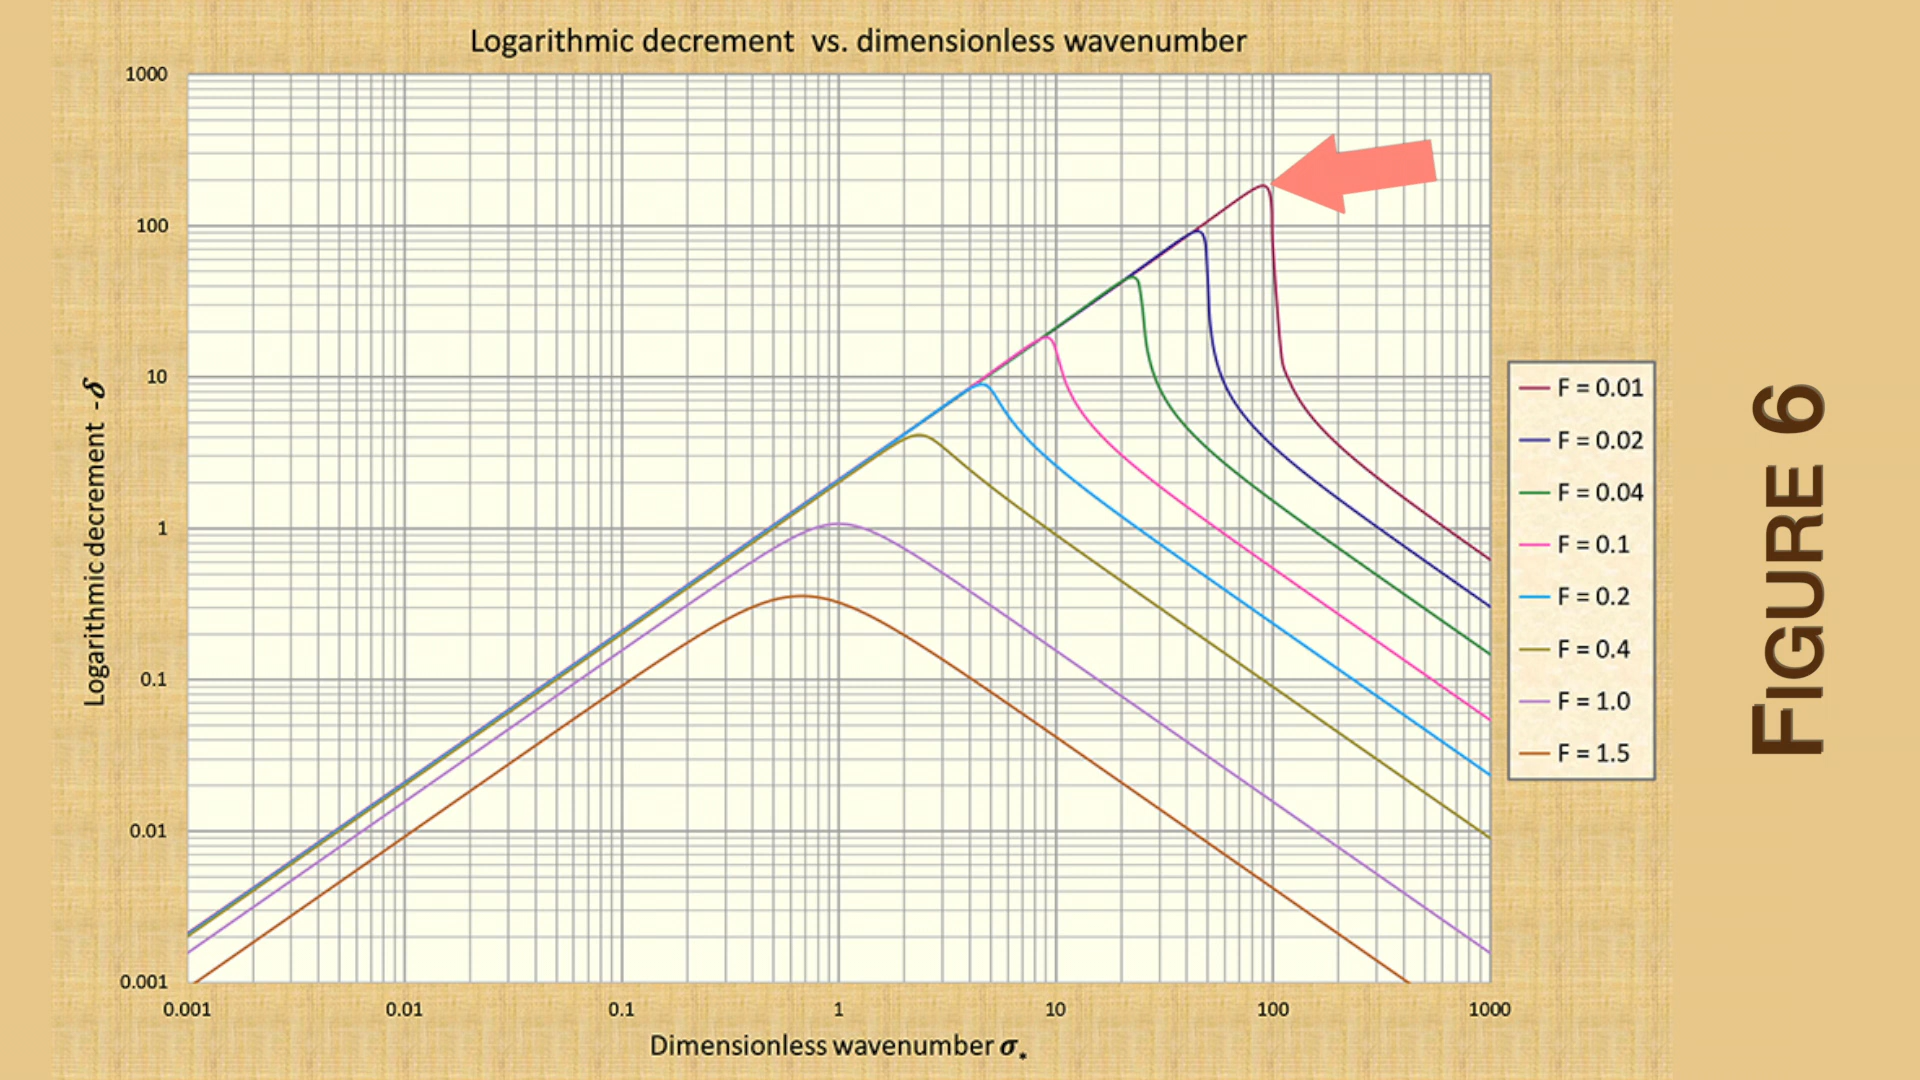 Logarithmic decrement vs. dimensionless wavenumber
1000
100
10
1
0.1
0.01
0.001
Logarithmic decrement -δ
0.001 0.01 0.1 1 10 100 1000
Dimensionless wavenumber σ*
F = 0.01
F = 0.02
F = 0.04
F = 0.1
F = 0.2
F = 0.4
F = 1.0
F = 1.5
FIGURE 6